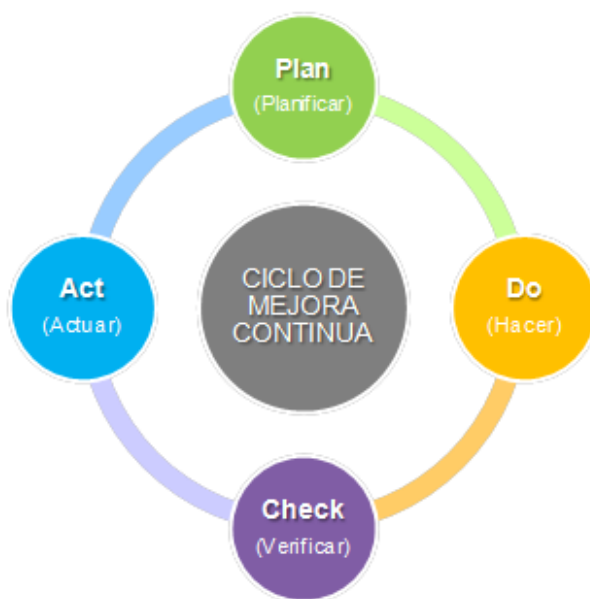 Plan
(Planificar)
Act
(Actuar)
CICLO DE
MEJORA
CONTINUA
Do
(Hacer)
Check
(Verificar)